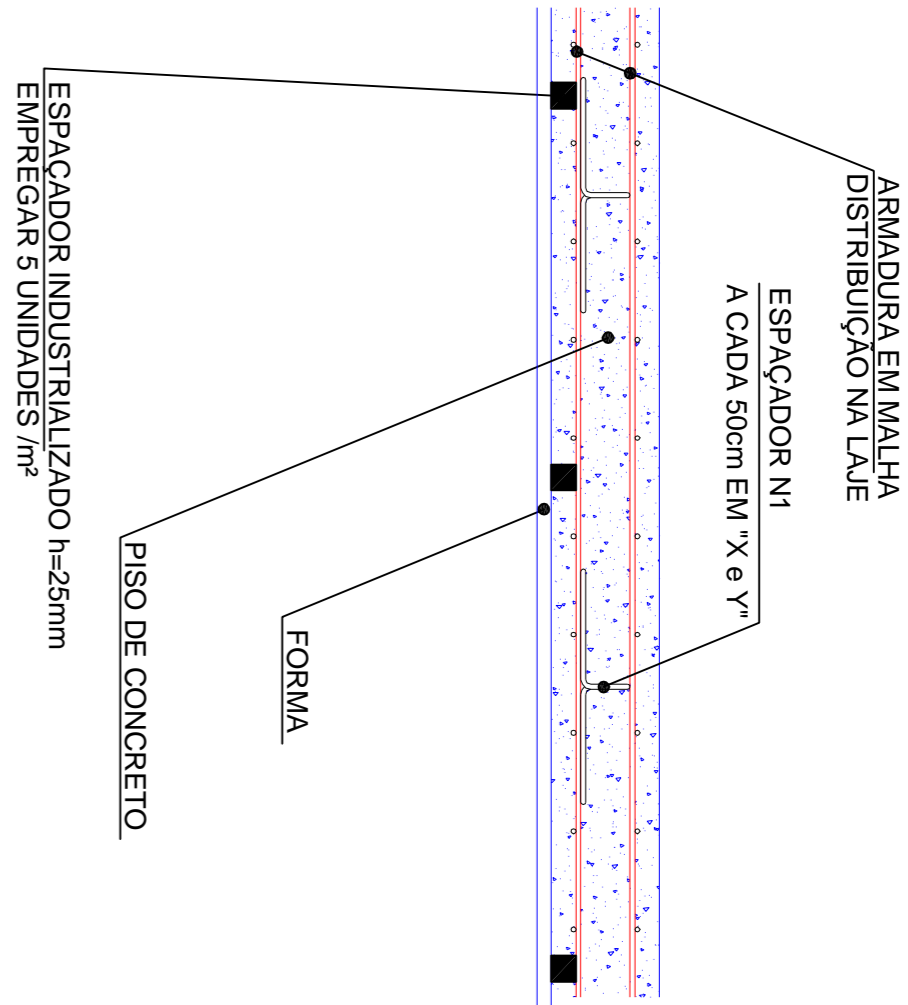 ARMADURA EM MALHA
DISTRIBUIÇÃO NA LAJE
ESPAÇADOR N1
A CADA 50cm EM "X e Y"
FORMA
PISO DE CONCRETO
ESPAÇADOR INDUSTRIALIZADO h=25mm
EMPREGAR 5 UNIDADES /m²